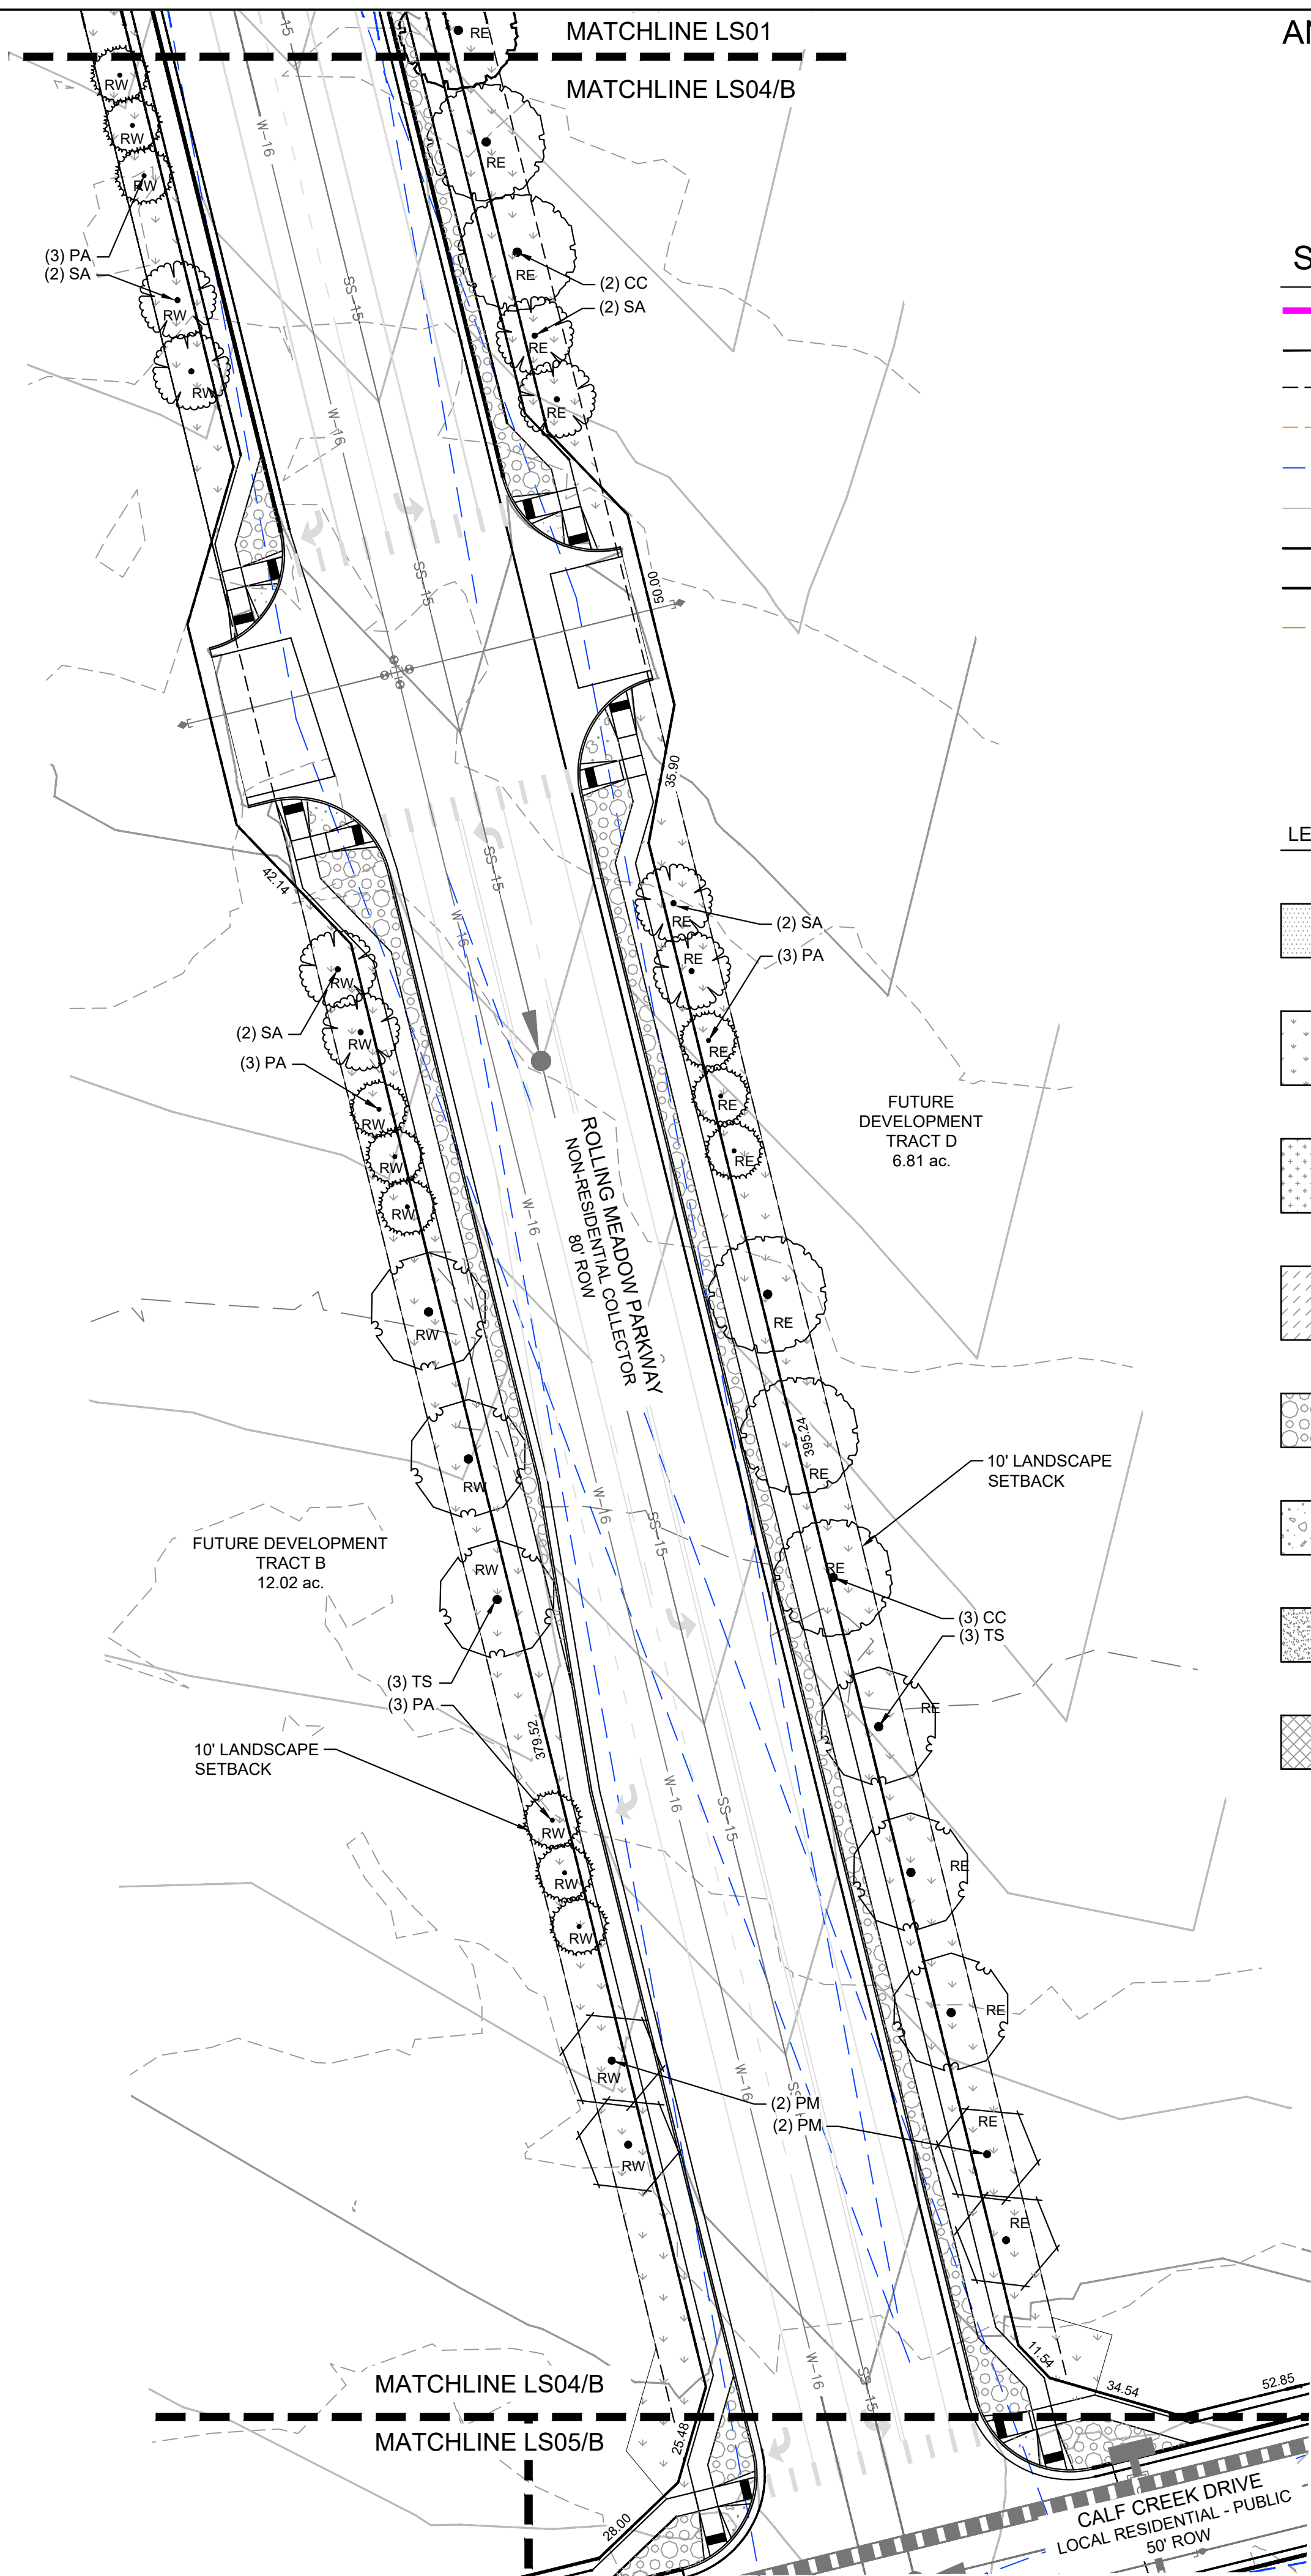 MATCHLINE LS01
RE
MATCHLINE LS04/B
RW
RW
RW
RE
15
W-16
(3) PA
(2) SA
RW
RW
RE
(2) CC
(2) SA
RE
RE
SS-15
W-16
SS-15
50.00
35.90
42.14
SS-15
W-16
(2) SA
(3) PA
RW
RW
RW
RW
RW
(2) SA
(3) PA
RE
RE
RE
RE
RE
FUTURE
DEVELOPMENT
TRACT D
6.81 ac.
ROLLING MEADOW PARKWAY
NON-RESIDENTIAL COLLECTOR
80' ROW
W-16
RW
RW
RW
RE
RE
395.24
RE
10' LANDSCAPE
SETBACK
W-16
SS-15
FUTURE DEVELOPMENT
TRACT B
12.02 ac.
(3) CC
(3) TS
(3) TS
(3) PA
379.52
10' LANDSCAPE
SETBACK
RE
RE
RE
W-16
SS-15
RW
RW
RW
RW
RW
W-16
(2) PM
(2) PM
RE
RE
MATCHLINE LS04/B
W-16
SS-15
11.54
34.54
52.85
MATCHLINE LS05/B
25.48
28.00
CALF CREEK DRIVE
LOCAL RESIDENTIAL - PUBLIC
50' ROW
AN
S
LE